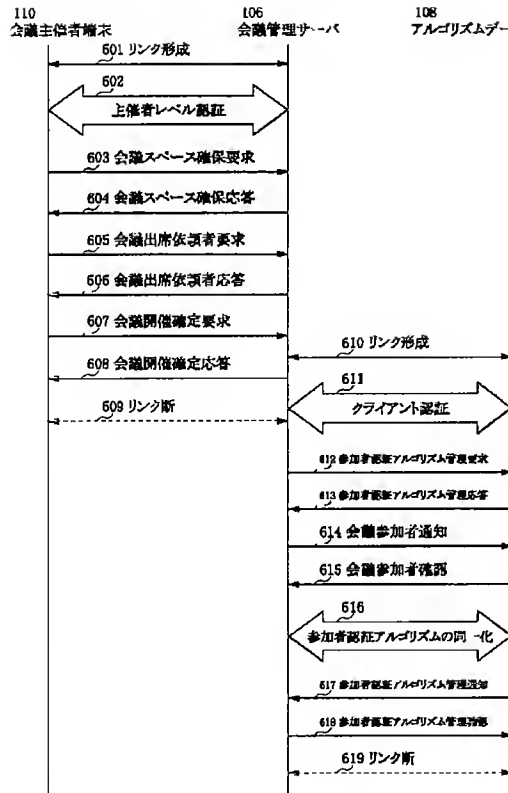 110
会議主催者端末
106
会議管理サーバ
108
アルゴリズムデー
601 リンク形成
602
主催者レベル認証
603 会議スペース確保要求
604 会議スペース確保応答
605 会議出席依頼者要求
606 会議出席依頼者応答
607 会議開催確定要求
610 リンク形成
608 会議開催確定応答
611
609 リンク断
クライアント認証
612 参加者認証アルゴリズム管理要求
613 参加者認証アルゴリズム管理応答
614 会議参加者通知
615 会議参加者確認
616
参加者認証アルゴリズムの同一化
617 参加者認証アルゴリズム管理通知
618 参加者認証アルゴリズム管理確認
619 リンク断